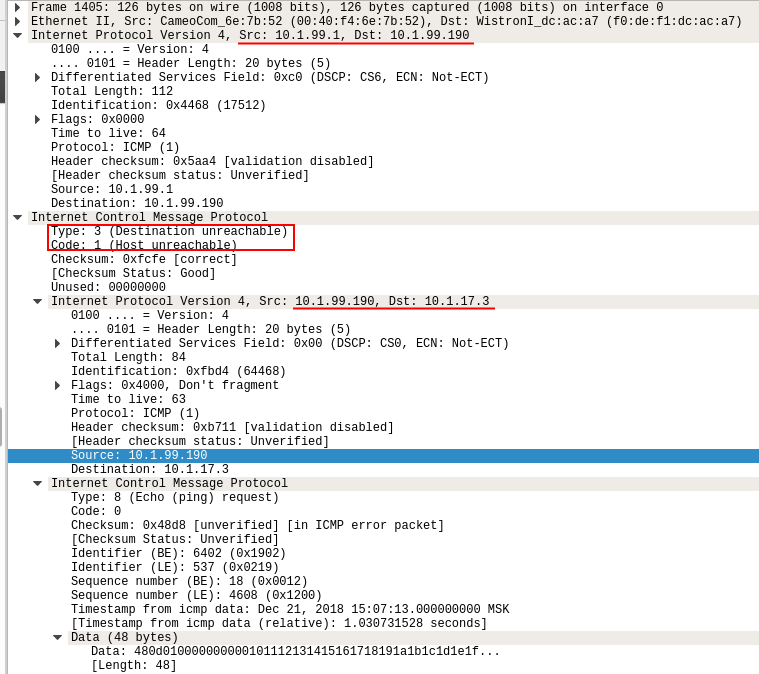 Frame 1405: 126 bytes on wire (1008 bits), 126 bytes captured (1008 bits) on interface 0
Ethernet II, Src: CameoCom_6e:7b:52 (00:40:f4:6e:7b:52), Dst: WistronI_dc:ac:a7 (f0:de:f1:dc:ac:a7)
Internet Protocol Version 4, Src: 10.1.99.1, Dst: 10.1.99.190
0100 .... = Version: 4
.... 0101 = Header Length: 20 bytes (5)
Differentiated Services Field: 0xc0 (DSCP: CS6, ECN: Not-ECT)
Total Length: 112
Identification: 0x4468 (17512)
Flags: 0x0000
Time to live: 64
Protocol: ICMP (1)
Header checksum: 0x5aa4 [validation disabled]
[Header checksum status: Unverified]
Source: 10.1.99.1
Destination: 10.1.99.190
Internet Control Message Protocol
Type: 3 (Destination unreachable)
Code: 1 (Host unreachable)
Checksum: 0xfcfe [correct]
[Checksum Status: Good]
Unused: 00000000
Internet Protocol Version 4, Src: 10.1.99.190, Dst: 10.1.17.3
0100 .... = Version: 4
.... 0101 = Header Length: 20 bytes (5)
Differentiated Services Field: 0x00 (DSCP: CS0, ECN: Not-ECT)
Total Length: 84
Identification: 0xfbd4 (64468)
Flags: 0x4000, Don't fragment
Time to live: 63
Protocol: ICMP (1)
Header checksum: 0xb711 [validation disabled]
[Header checksum status: Unverified]
Source: 10.1.99.190
Destination: 10.1.17.3
Internet Control Message Protocol
Type: 8 (Echo (ping) request)
Code: 0
Checksum: 0x48d8 [unverified] [in ICMP error packet]
[Checksum Status: Unverified]
Identifier (BE): 6402 (0x1902)
Identifier (LE): 537 (0x0219)
Sequence number (BE): 18 (0x0012)
Sequence number (LE): 4608 (0x1200)
Timestamp from icmp data: Dec 21, 2018 15:07:13.000000000 MSK
[Timestamp from icmp data (relative): 1.030731528 seconds]
Data (48 bytes)
Data: 480d010000000000101112131415161718191a1b1c1d1e1f...
[Length: 48]